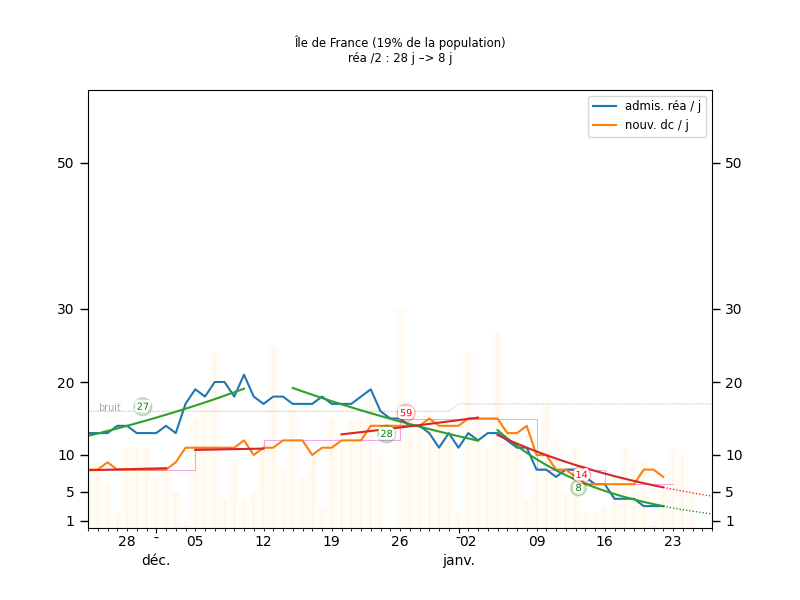 Île de France (19% de la population)
réa /2 : 28 j –> 8 j
admis. réa / j
nouv. dc / j
50 50
30 30
20 20
bruit
27
59
28
10 10
14
8
5 5
1 1
28 - 05 12 19 26 -02 09 16 23
déc. janv.